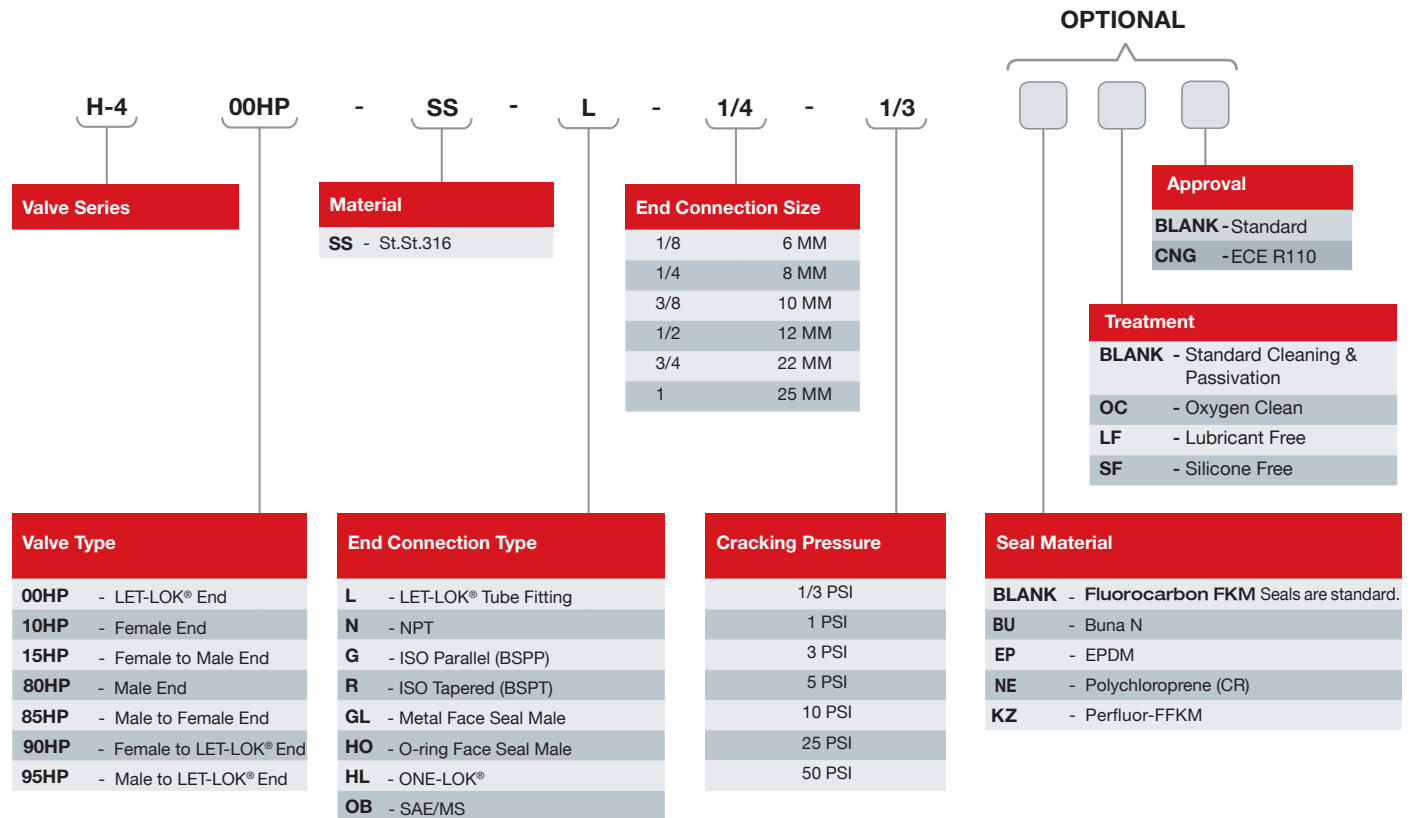 OPTIONAL
H-4 00HP - SS - L - 1/4 - 1/3
Valve Series
Material
SS - St.St.316
End Connection Size
1/8 6 MM
1/4 8 MM
3/8 10 MM
1/2 12 MM
3/4 22 MM
1 25 MM
Approval
BLANK - Standard
CNG - ECE R110
Treatment
BLANK - Standard Cleaning &
Passivation
OC - Oxygen Clean
LF - Lubricant Free
SF - Silicone Free
Valve Type
00HP - LET-LOK® End
10HP - Female End
15HP - Female to Male End
80HP - Male End
85HP - Male to Female End
90HP - Female to LET-LOK® End
95HP - Male to LET-LOK® End
End Connection Type
L - LET-LOK® Tube Fitting
N - NPT
G - ISO Parallel (BSPP)
R - ISO Tapered (BSPT)
GL - Metal Face Seal Male
HO - O-ring Face Seal Male
HL - ONE-LOK®
OB - SAE/MS
Cracking Pressure
1/3 PSI
1 PSI
3 PSI
5 PSI
10 PSI
25 PSI
50 PSI
Seal Material
BLANK - Fluorocarbon FKM Seals are standard.
BU - Buna N
EP - EPDM
NE - Polychloroprene (CR)
KZ - Perfluor-FFKM